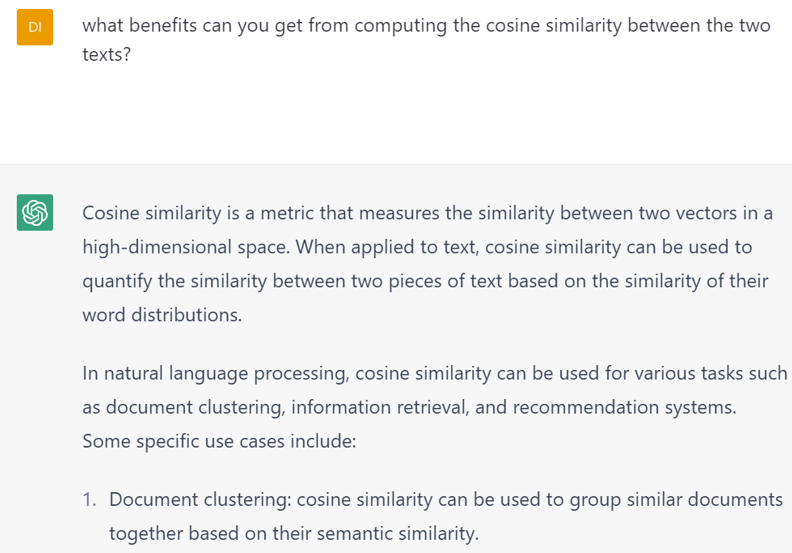 DI
what benefits can you get from computing the cosine similarity between the two
texts?
Cosine similarity is a metric that measures the similarity between two vectors in a
high-dimensional space. When applied to text, cosine similarity can be used to
quantify the similarity between two pieces of text based on the similarity of their
word distributions.
In natural language processing, cosine similarity can be used for various tasks such
as document clustering, information retrieval, and recommendation systems.
Some specific use cases include:
1. Document clustering: cosine similarity can be used to group similar documents
together based on their semantic similarity.